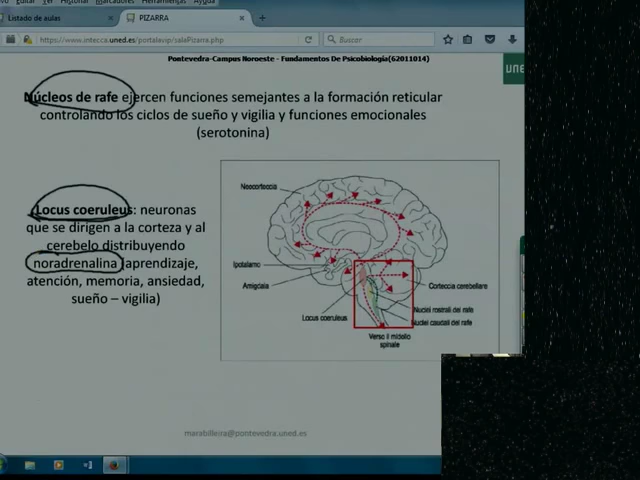 Listado de aulas
PIZARRA
https://www.intecca.uned.es/portalavip/salaPizarra.php
Buscar
Pontevedra-Campus Noroeste - Fundamentos De Psicobiología(62011014)
Núcleos de rafe ejercen funciones semejantes a la formación reticular
controlando los ciclos de sueño y vigilia y funciones emocionales
(serotonina)
Locus coeruleus: neuronas
que se dirigen a la corteza y al
cerebelo distribuyendo
noradrenalina (aprendizaje,
atención, memoria, ansiedad,
sueño – vigilia)
Neocorteccia
Ipotalamo
Amigdala
Locus coeruleus
Corteccia cerebellare
Nuclei rostrali del rafe
Nuclei caudali del rafe
Verso il midollo
spinale
marabilleira@pontevedra.uned.es